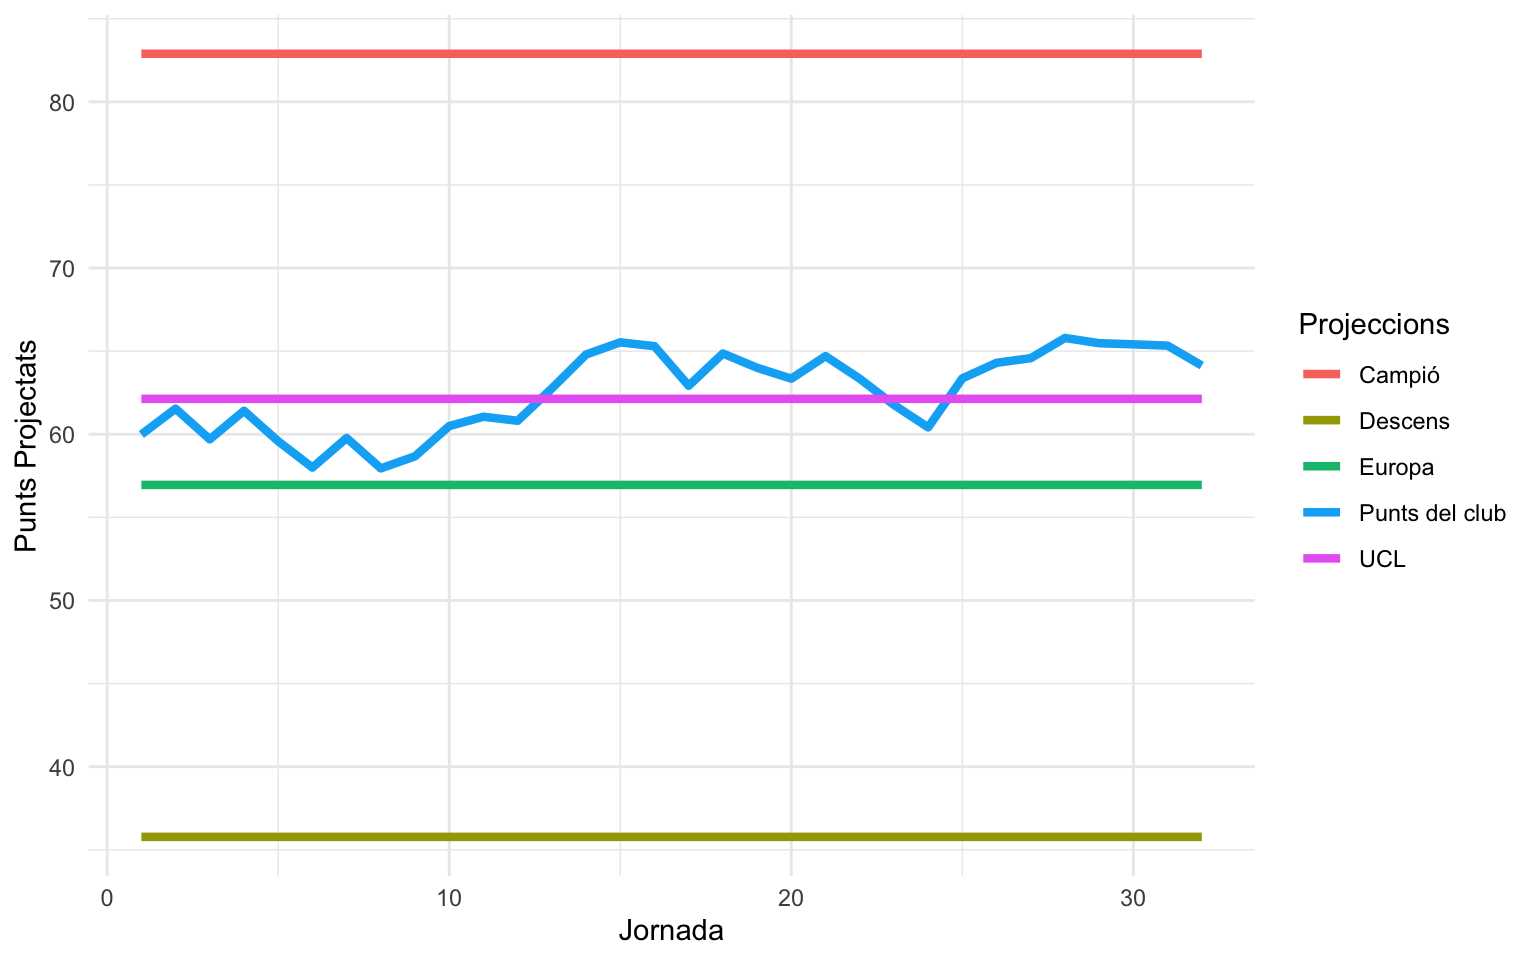 80
70
60
50
40
Punts Projectats
0
10
20
30
Jornada
Projeccions
Campió
Descens
Europa
Punts del club
UCL